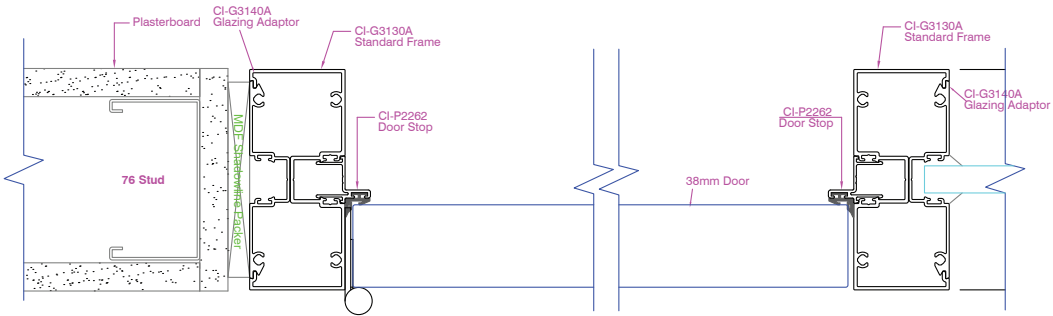 Plasterboard
CI-G3140A
Glazing Adaptor
CI-G3130A
Standard Frame
CI-P2262
Door Stop
76 Stud
MDF Shadowline Packer
38mm Door
CI-P2262
Door Stop
CI-G3130A
Standard Frame
CI-G3140A
Glazing Adaptor